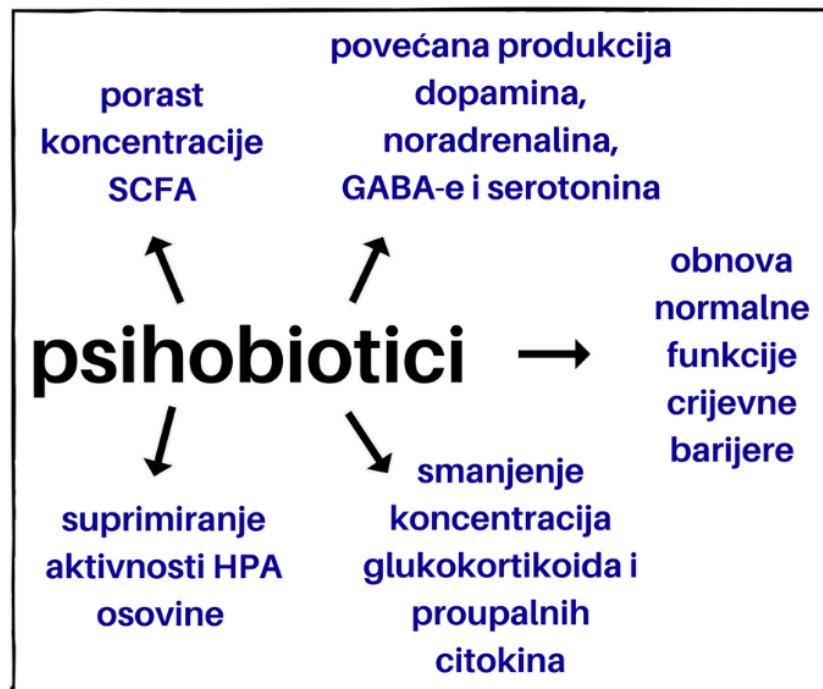 porast
koncentracije
SCFA
povećana produkcija
dopamina,
noradrenalina,
GABA-e i serotonina
psihobiotici
obnova
normalne
funkcije
crijevne
barijere
suprimiranje
aktivnosti HPA
osovine
smanjenje
koncentracija
glukokortikoida i
proupalnih
citokina